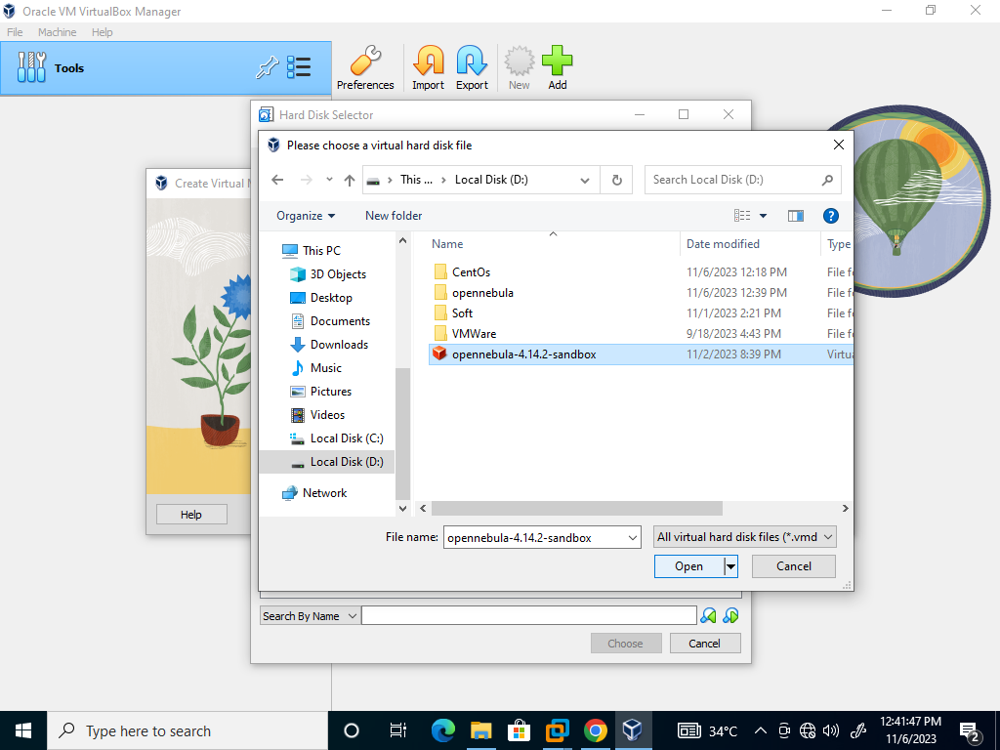 Oracle VM VirtualBox Manager
File Machine Help
Tools
Preferences Import Export New Add
Hard Disk Selector
Please choose a virtual hard disk file
This ... Local Disk (D:)
Search Local Disk (D:)
Organize New folder
Create Virtual
Name Date modified Type
This PC
3D Objects
Desktop
Documents
Downloads
Music
Pictures
Videos
Local Disk (C:)
Local Disk (D:)
Network
CentOs 11/6/2023 12:18 PM File
opennebula 11/6/2023 12:39 PM File
Soft 11/1/2023 2:21 PM File
VMWare 9/18/2023 4:43 PM File
opennebula-4.14.2-sandbox 11/2/2023 8:39 PM Virtu
Help
File name: opennebula-4.14.2-sandbox All virtual hard disk files (*.vmd
Open Cancel
Search By Name
Choose Cancel
Type here to search
34°C
12:41:47 PM
11/6/2023
2